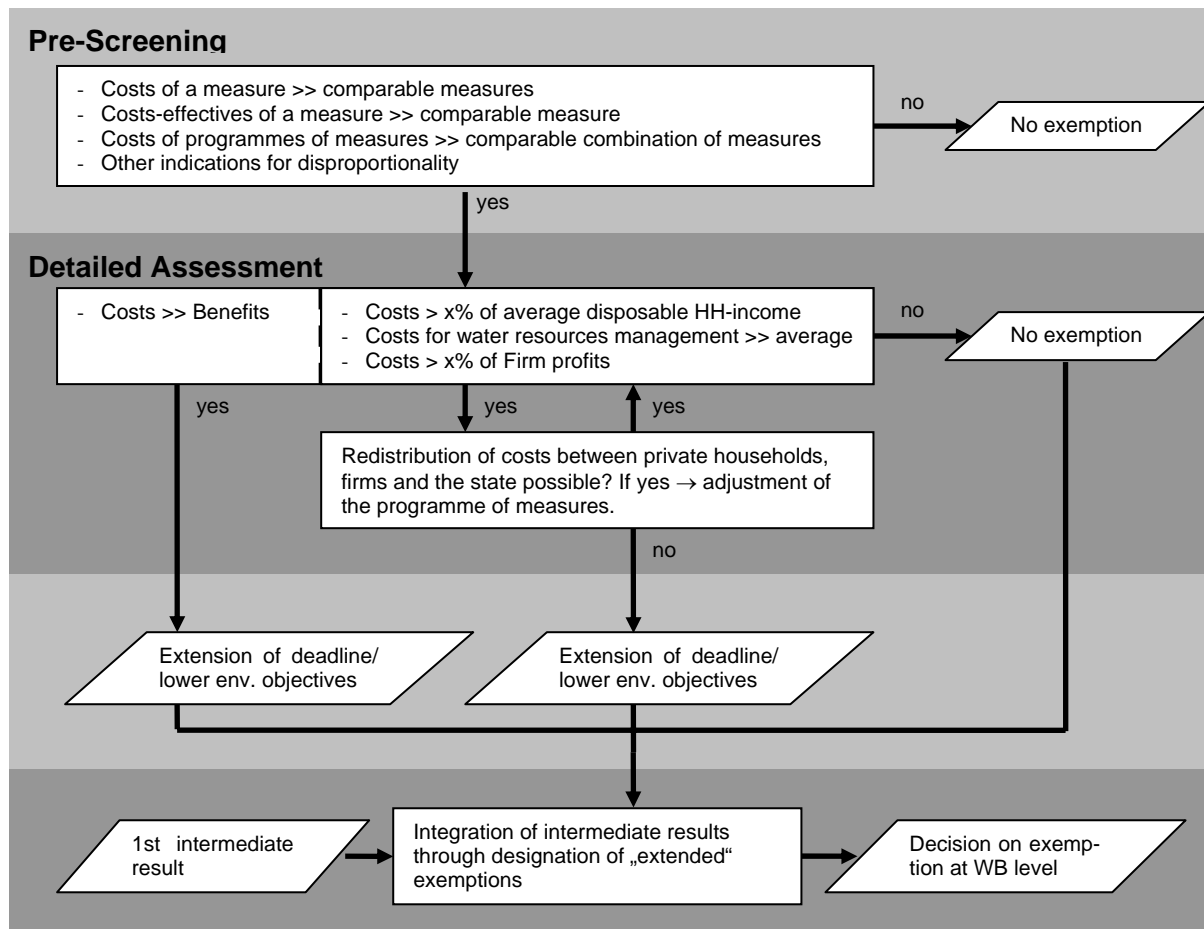 Pre-Screening
- Costs of a measure >> comparable measures
- Costs-effectives of a measure >> comparable measure
- Costs of programmes of measures >> comparable combination of measures
- Other indications for disproportionality
no
No exemption
yes
Detailed Assessment
- Costs >> Benefits
- Costs > x% of average disposable HH-income
- Costs for water resources management >> average
- Costs > x% of Firm profits
no
No exemption
yes
yes
yes
Redistribution of costs between private households,
firms and the state possible? If yes → adjustment of
the programme of measures.
no
Extension of deadline/
lower env. objectives
Extension of deadline/
lower env. objectives
1st intermediate
result
Integration of intermediate results
through designation of „extended“
exemptions
Decision on exemp-
tion at WB level